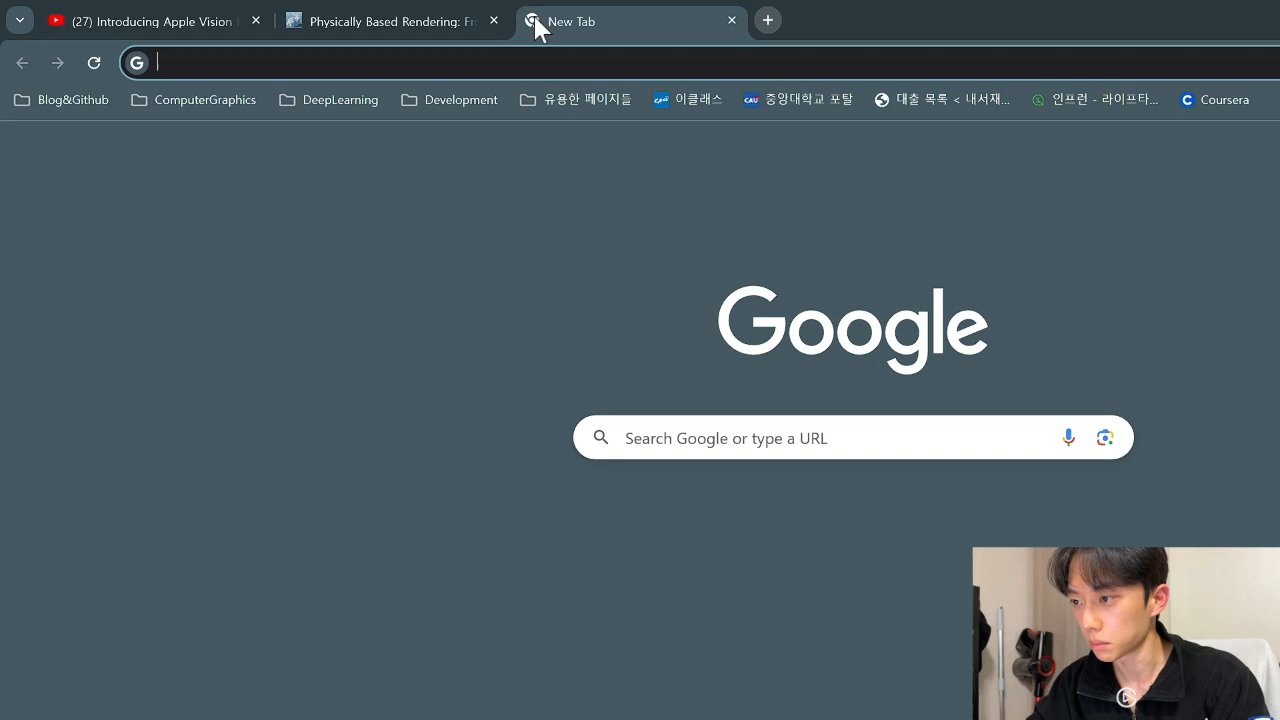 (27) Introducing Apple Vision
Physically Based Rendering: Fr
New Tab
Blog&Github
ComputerGraphics
DeepLearning
Development
유용한 페이지들
이클래스
CAU 중앙대학교 포탈
대출 목록 < 내서재...
인프런 - 라이프타...
Coursera
Google
Search Google or type a URL